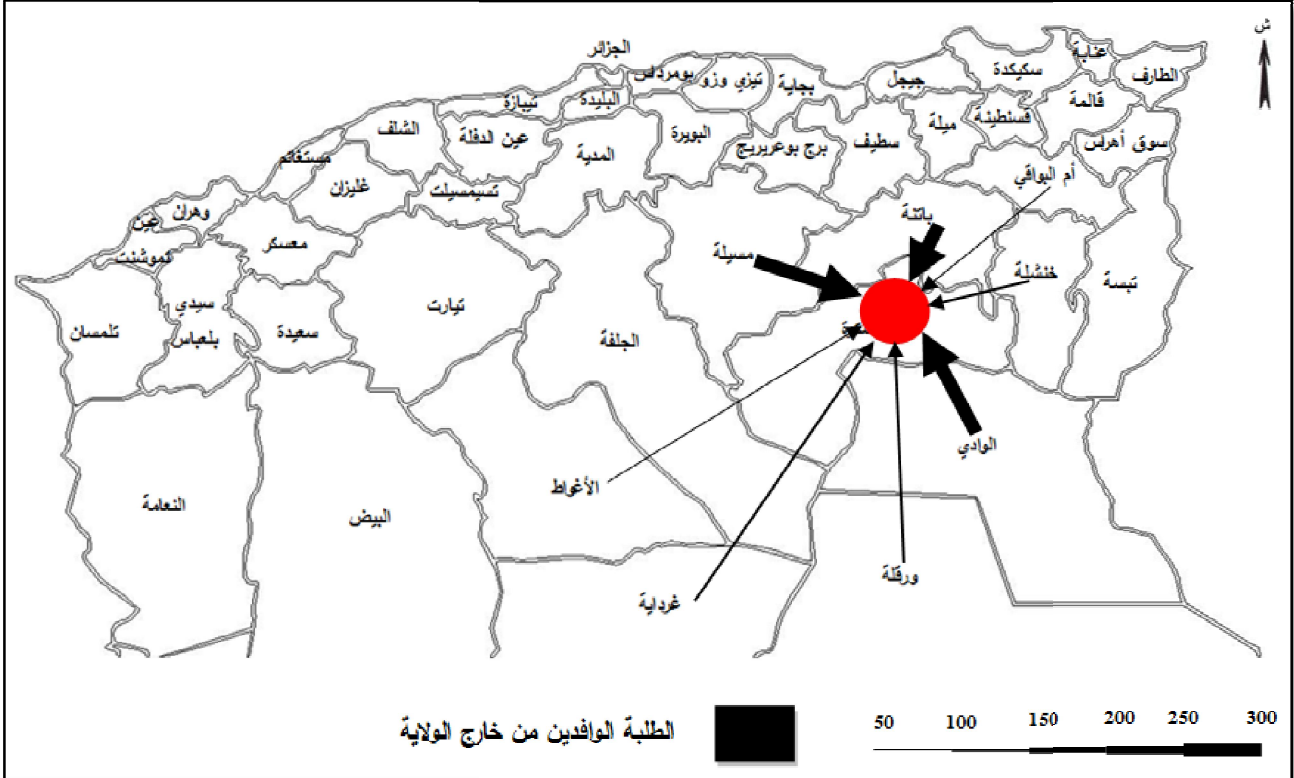 ش
الجزائر
عنابة
الطارف
سكيكدة
جيجل
بجاية
تيزي وزو
بومرداس
البليدة
تيبازة
قالمة
قسنطينة
ميلة
سطيف
برج بوعريريج
البويرة
المدية
عين الدفلة
الشلف
سوق أهراس
أم البواقي
مستغانم
غليزان
تسيمسيلت
باتنة
وهران
عين
تموشنت
معسكر
مسيلة
خنشلة
تبسة
تيارت
سيدي
بلعباس
سعيدة
تلمسان
الجلفة
الوادي
الأغواط
النعامة
البيض
ورقلة
غرداية
الطلبة الوافدين من خارج الولاية
50 100 150 200 250 300